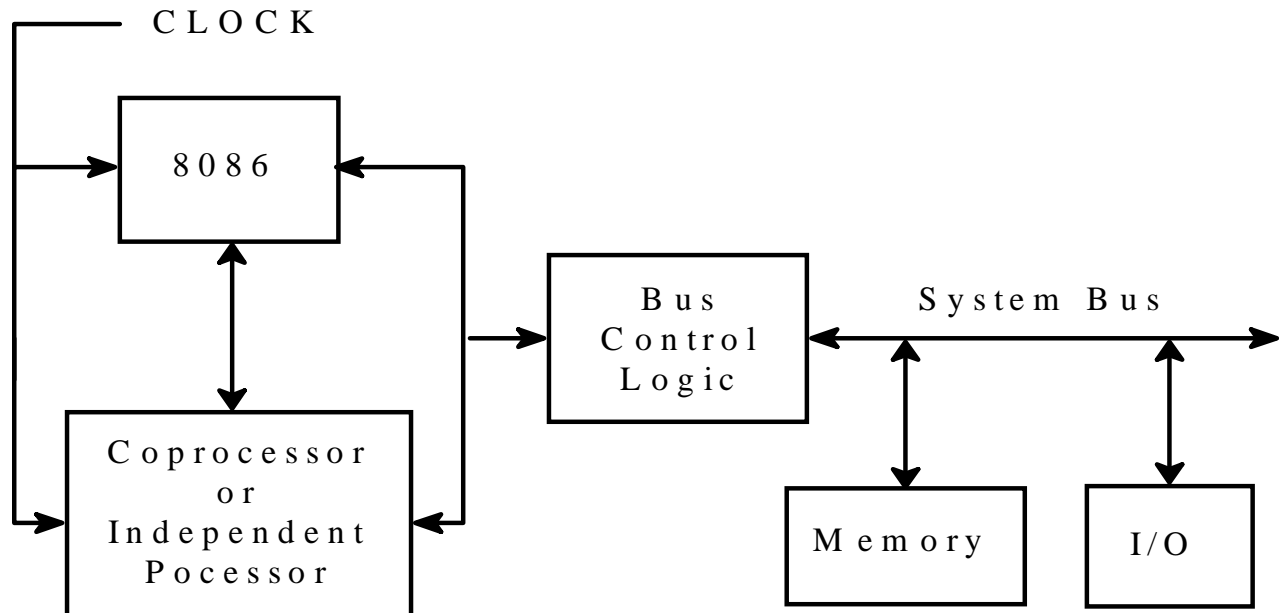 CLOCK
8086
Bus
Control
Logic
System Bus
Coprocessor
or
Independent
Pocessor
Memory
I/O